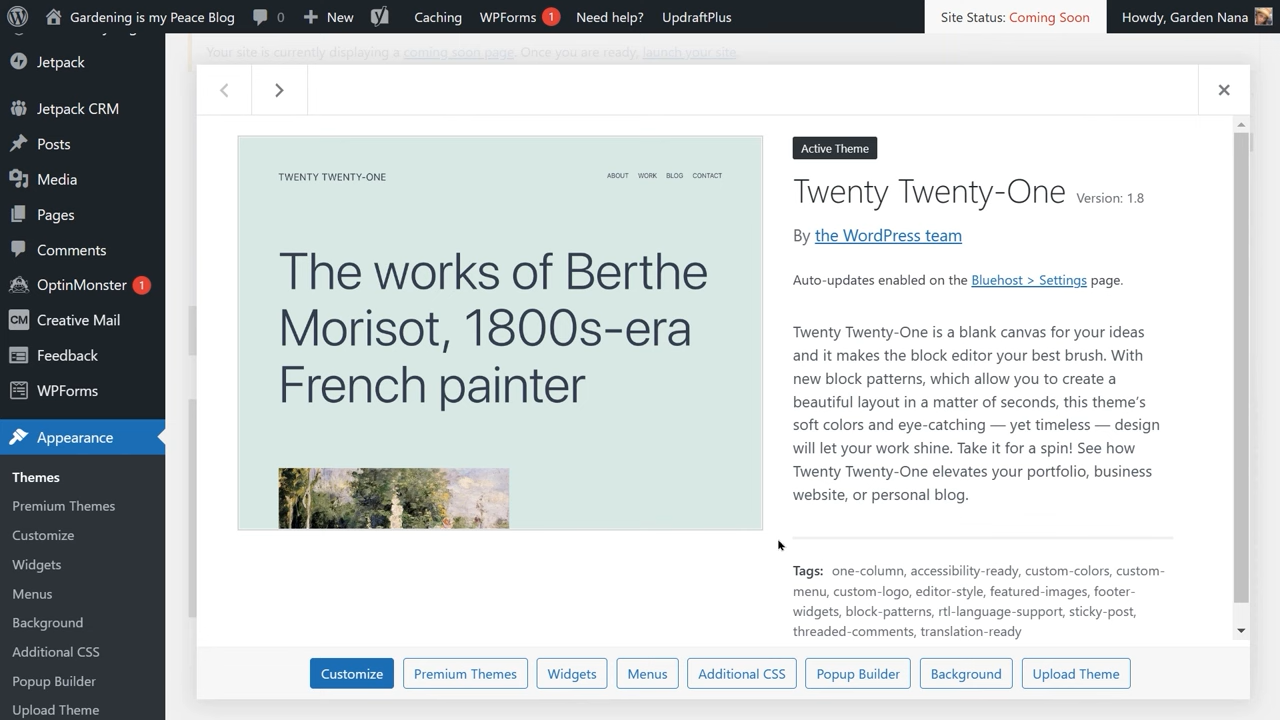 Gardening is my Peace Blog
0
New
Caching
WPForms 1
Need help?
UpdraftPlus
Site Status: Coming Soon
Howdy, Garden Nana
Your site is currently displaying a coming soon page. Once you are ready, launch your site.
Jetpack
Jetpack CRM
Posts
Media
Pages
Comments
OptinMonster 1
CM Creative Mail
Feedback
WPForms
Appearance
Themes
Premium Themes
Customize
Widgets
Menus
Background
Additional CSS
Popup Builder
Upload Theme
TWENTY TWENTY-ONE
ABOUT WORK BLOG CONTACT
The works of Berthe
Morisot, 1800s-era
French painter
Active Theme
Twenty Twenty-One Version: 1.8
By the WordPress team
Auto-updates enabled on the Bluehost > Settings page.
Twenty Twenty-One is a blank canvas for your ideas
and it makes the block editor your best brush. With
new block patterns, which allow you to create a
beautiful layout in a matter of seconds, this theme's
soft colors and eye-catching — yet timeless — design
will let your work shine. Take it for a spin! See how
Twenty Twenty-One elevates your portfolio, business
website, or personal blog.
Tags: one-column, accessibility-ready, custom-colors, custom-
menu, custom-logo, editor-style, featured-images, footer-
widgets, block-patterns, rtl-language-support, sticky-post,
threaded-comments, translation-ready
Customize
Premium Themes
Widgets
Menus
Additional CSS
Popup Builder
Background
Upload Theme